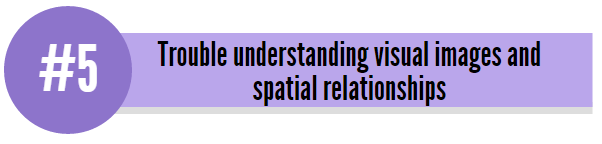 #5
Trouble understanding visual images and
spatial relationships